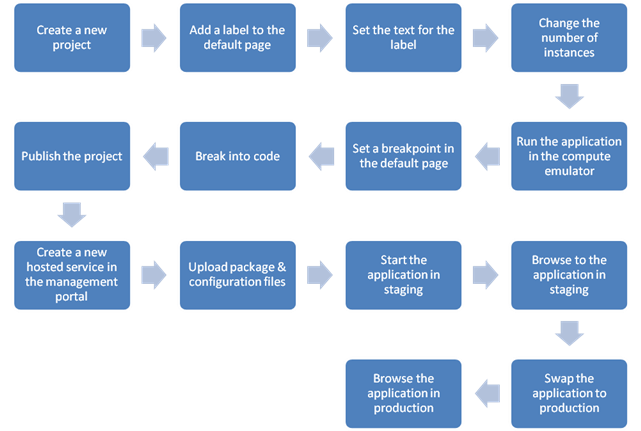 Create a new
project
Add a label to the
default page
Set the text for the
label
Change the
number of
instances
Run the application
in the compute
emulator
Set a breakpoint in
the default page
Break into code
Publish the project
Create a new
hosted service in
the management
portal
Upload package &
configuration files
Start the
application in
staging
Browse to the
application in
staging
Swap the
application to
production
Browse the
application in
production